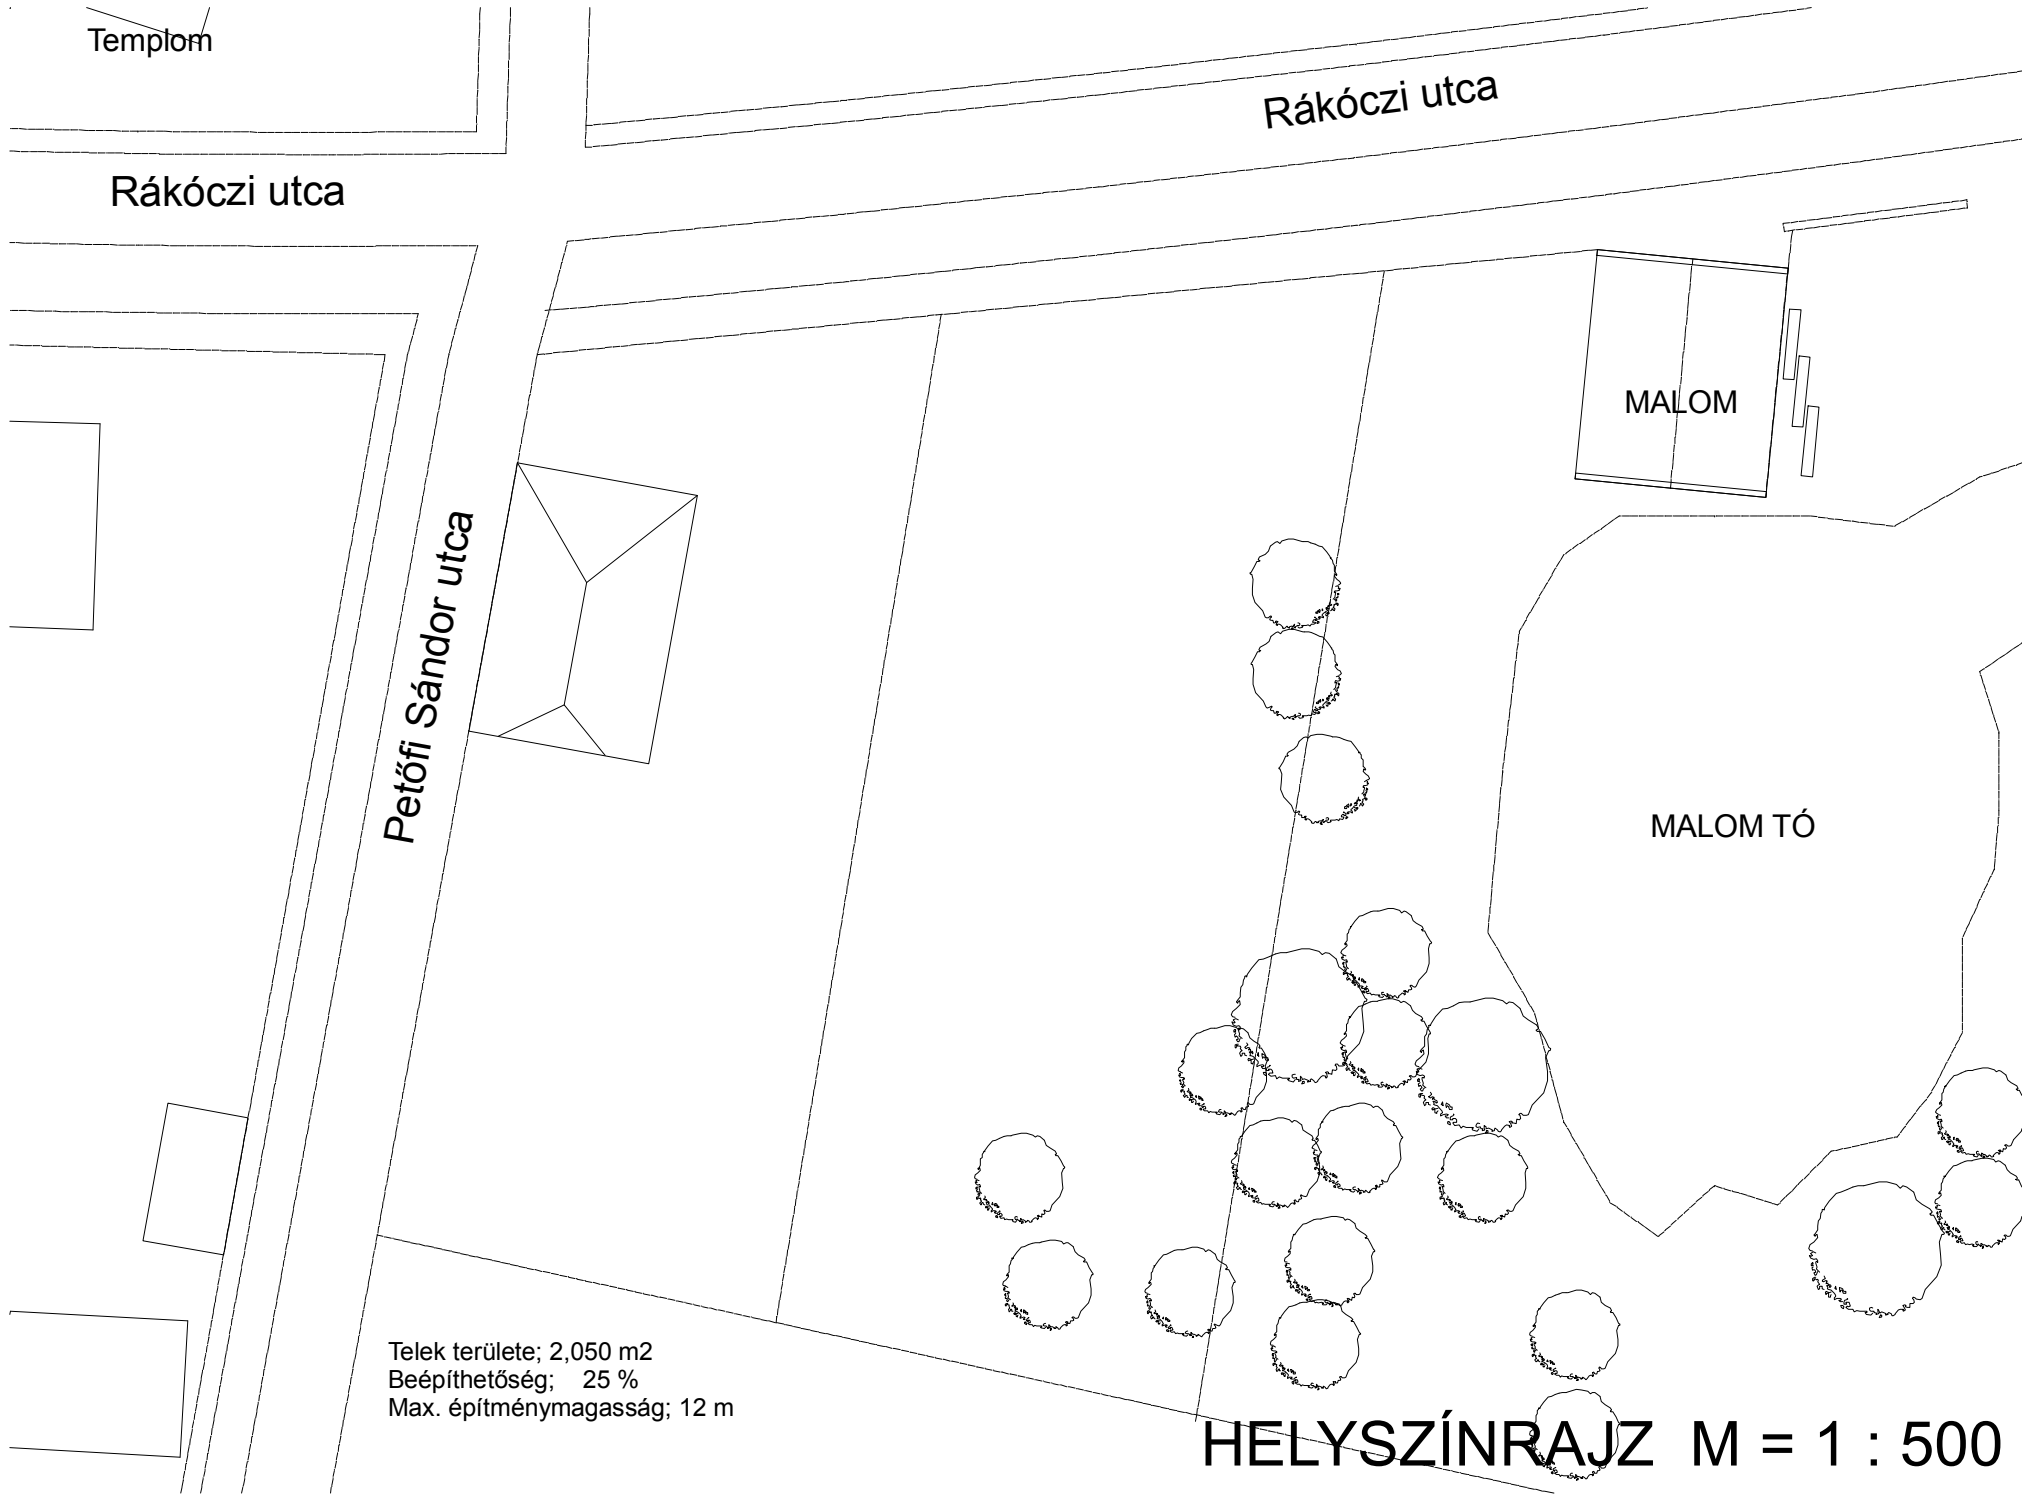 Templom
Rákóczi utca
Rákóczi utca
MALOM
Petőfi Sándor utca
MALOM TÓ
Telek területe; 2,050 m2
Beépíthetőség; 25 %
Max. építménymagasság; 12 m
HELYSZÍNRAJZ M = 1 : 500